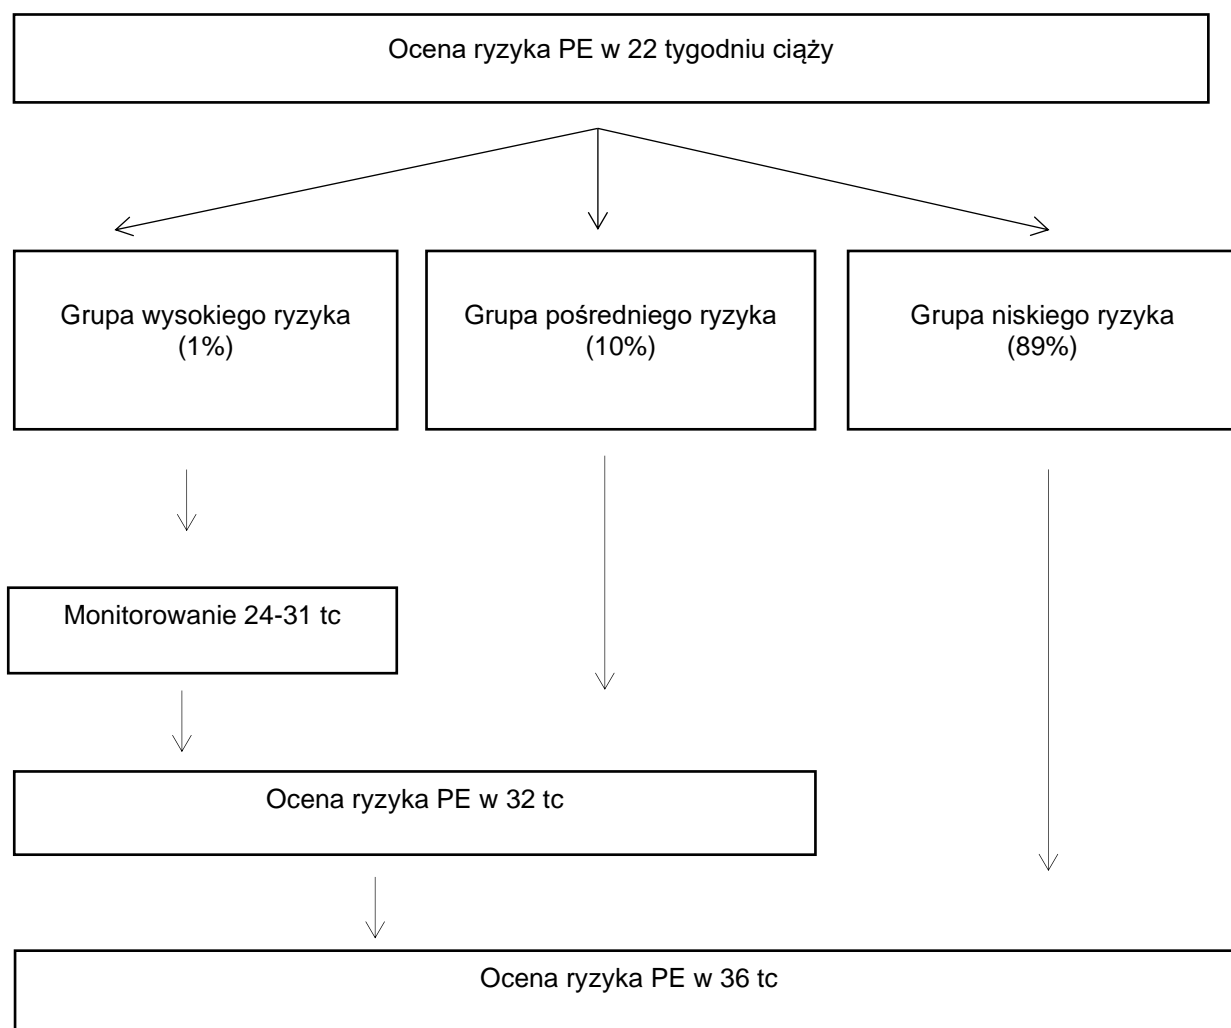 Ocena ryzyka PE w 22 tygodniu ciąży
Grupa wysokiego ryzyka
(1%)
Grupa pośredniego ryzyka
(10%)
Grupa niskiego ryzyka
(89%)
Monitorowanie 24-31 tc
Ocena ryzyka PE w 32 tc
Ocena ryzyka PE w 36 tc